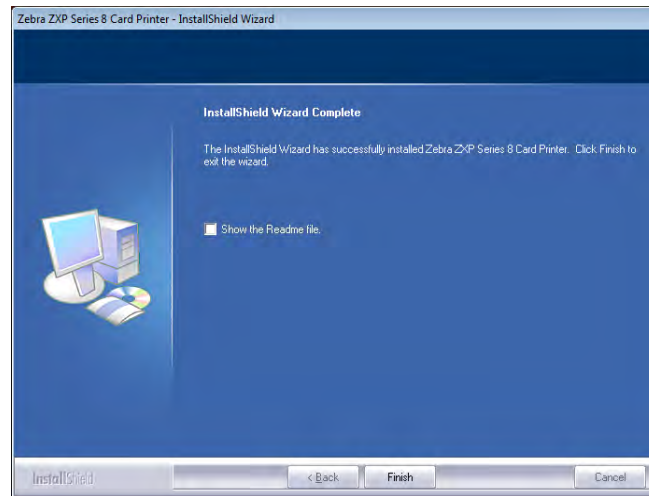 Zebra ZXP Series 8 Card Printer - InstallShield Wizard
InstallShield Wizard Complete
The InstallShield Wizard has successfully installed Zebra ZXP Series 8 Card Printer. Click Finish to
exit the wizard.
Show the Readme file.
InstallShield
< Back
Finish
Cancel